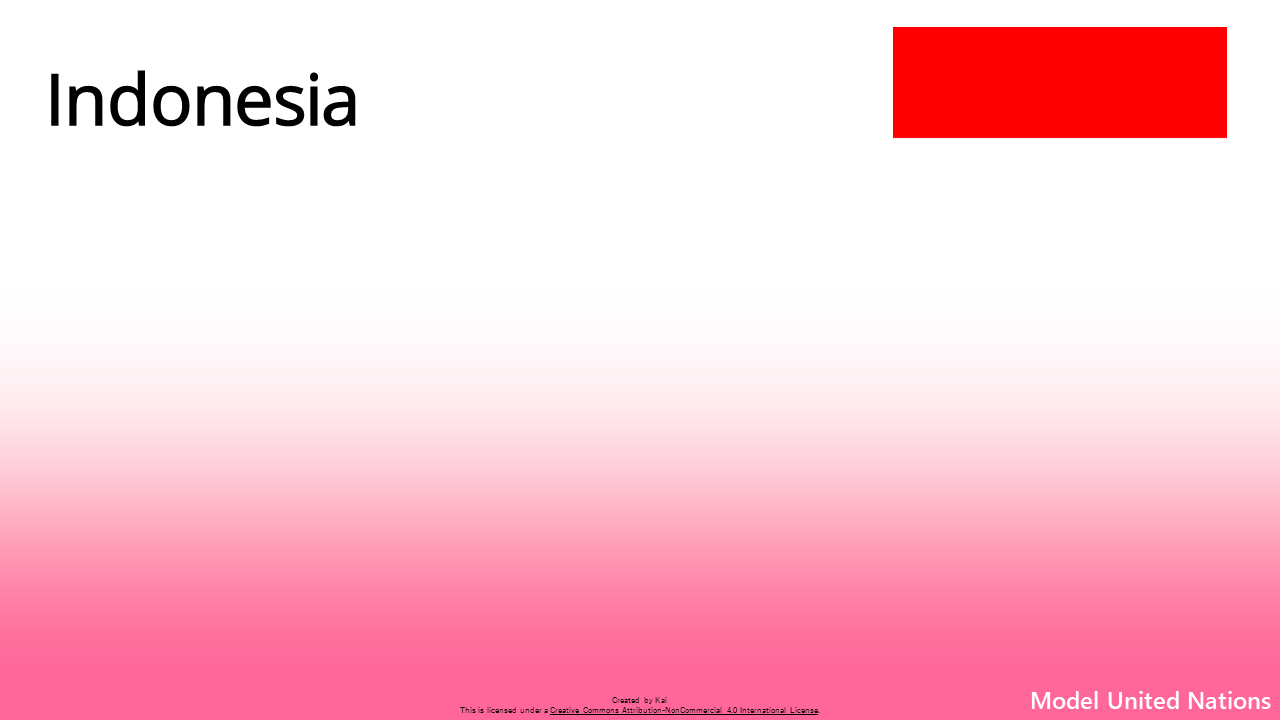 Indonesia
Created by Kai
This is licensed under a Creative Commons Attribution-NonCommercial 4.0 International License.
Model United Nations